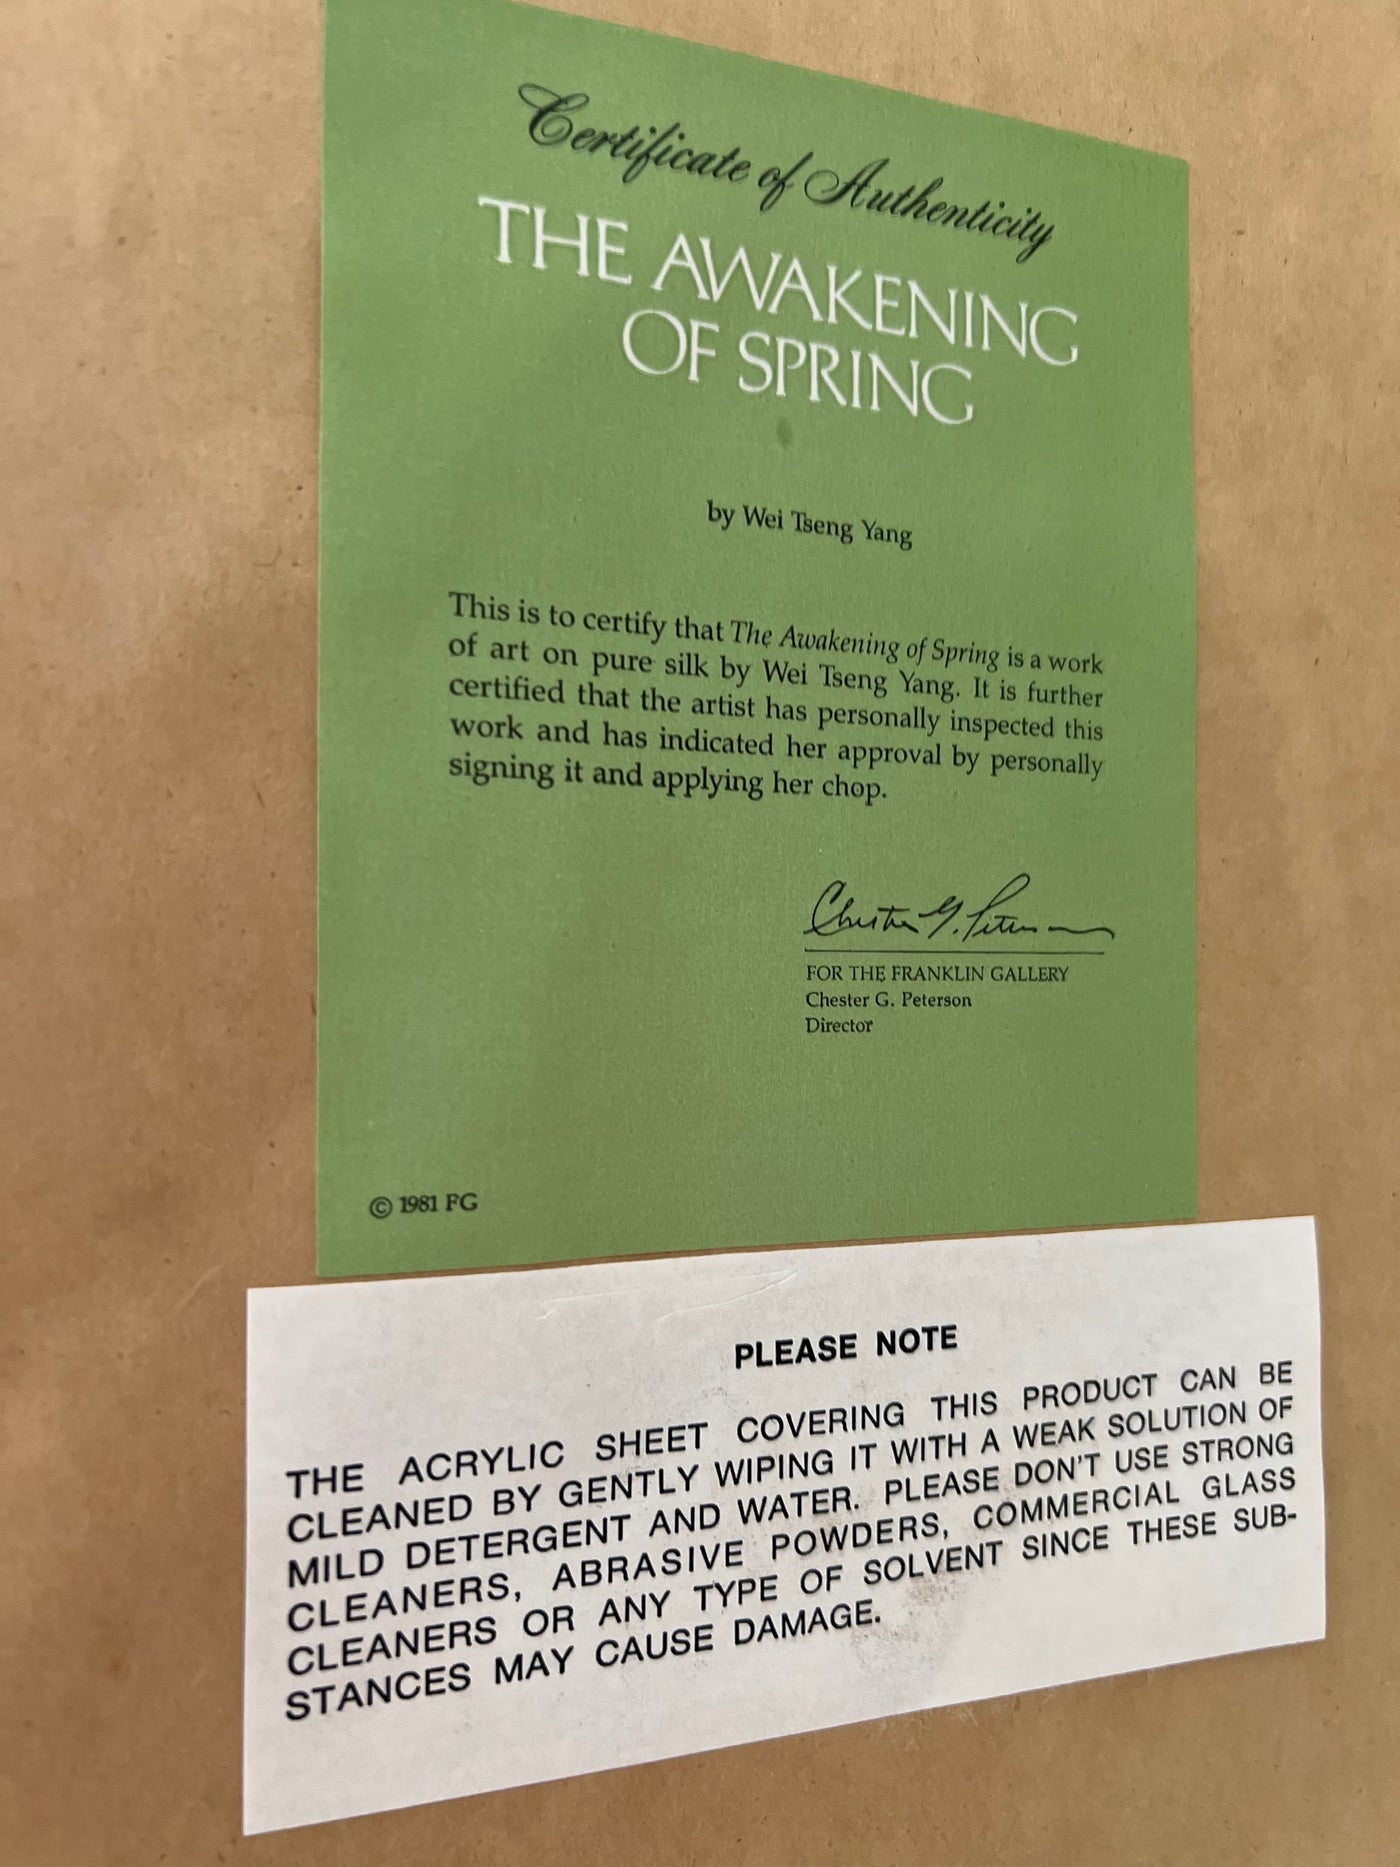 Certificate of Authenticity
THE AWAKENING
OF SPRING
by Wei Tseng Yang
This is to certify that The Awakening of Spring is a work
of art on pure silk by Wei Tseng Yang. It is further
certified that the artist has personally inspected this
work and has indicated her approval by personally
signing it and applying her chop.
Chester G. Peterson
FOR THE FRANKLIN GALLERY
Chester G. Peterson
Director
© 1981 FG
PLEASE NOTE
THE ACRYLIC SHEET COVERING THIS PRODUCT CAN BE
CLEANED BY GENTLY WIPING IT WITH A WEAK SOLUTION OF
MILD DETERGENT AND WATER. PLEASE DON'T USE STRONG
CLEANERS, ABRASIVE POWDERS, COMMERCIAL GLASS
CLEANERS OR ANY TYPE OF SOLVENT SINCE THESE SUB-
STANCES MAY CAUSE DAMAGE.